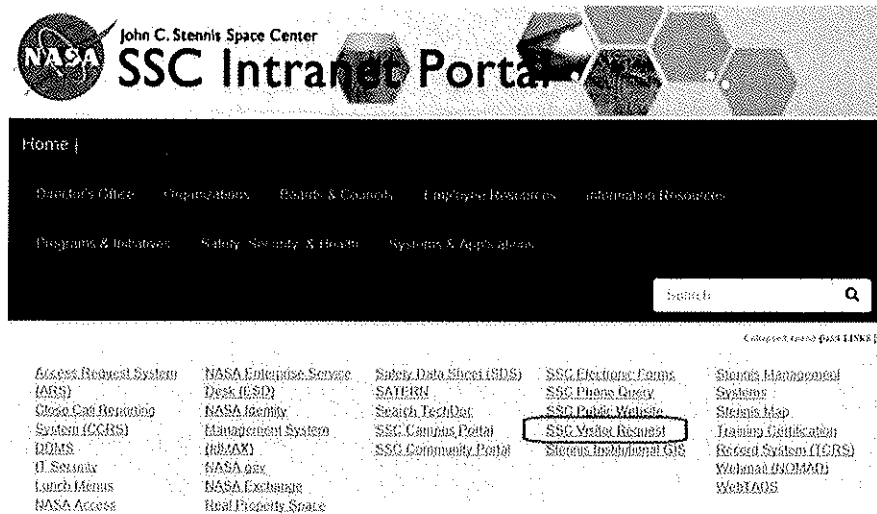 NASA
John C. Stennis Space Center
SSC Intranet Portal
Home |
Director's Office Organizations Boards & Councils Employee Resources Information Resources
Programs & Initiatives Safety, Security, & Health Systems & Applications
Search
LINKS
Access Request System (ARS)
Close Call Reporting System (CCRS)
DDMS
IT Security
Lunch Menus
NASA Access
NASA Enterprise Service Desk (ESD)
NASA Identity Management System (IdMAX)
NASA.gov
NASA Exchange
Real Property Space
Safety Data Sheet (SDS)
SATERN
Search TechDoc
SSC Campus Portal
SSC Community Portal
SSC Electronic Forms
SSC Phone Query
SSC Public Website
SSC Visitor Request
Stennis Institutional GIS
Stennis Management Systems
Stennis Map
Training Certification Record System (TCRS)
Webmail (NOMAD)
WebTADS